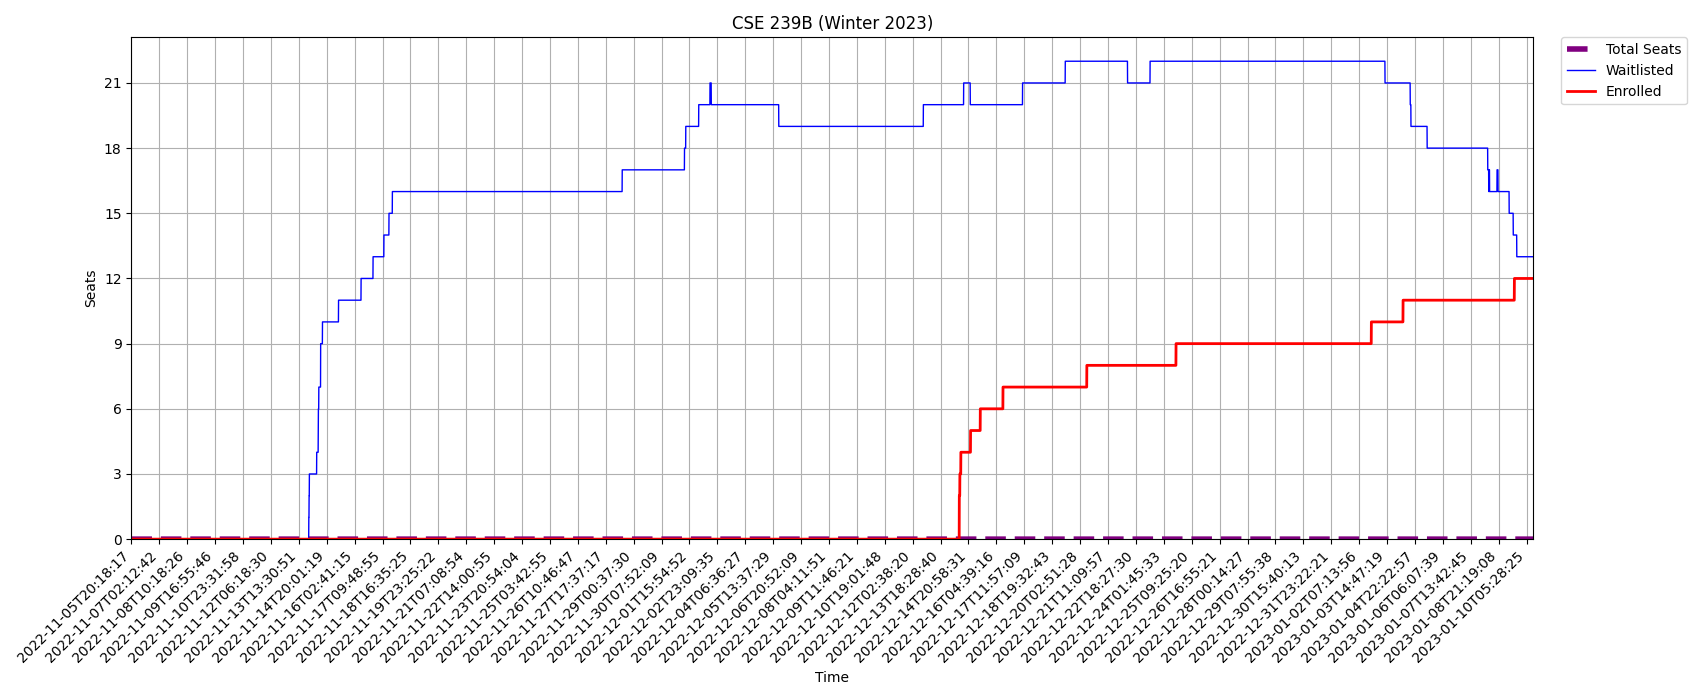 CSE 239B (Winter 2023)
Total Seats
Waitlisted
Enrolled
Seats
21
18
15
12
9
6
3
0
2022-11-05T20:18:17
2022-11-07T02:12:42
2022-11-08T10:18:26
2022-11-09T16:55:46
2022-11-10T23:31:58
2022-11-12T06:18:30
2022-11-13T13:30:51
2022-11-14T20:01:19
2022-11-16T02:41:15
2022-11-17T09:48:55
2022-11-18T16:35:25
2022-11-19T23:25:22
2022-11-21T07:08:54
2022-11-22T14:00:55
2022-11-23T20:54:04
2022-11-25T03:42:55
2022-11-26T10:46:47
2022-11-27T17:37:17
2022-11-29T00:37:30
2022-11-30T07:52:09
2022-12-01T15:54:52
2022-12-02T23:09:35
2022-12-04T06:36:27
2022-12-05T13:37:29
2022-12-06T20:52:09
2022-12-08T04:11:51
2022-12-09T11:46:21
2022-12-10T19:01:48
2022-12-12T02:38:20
2022-12-13T18:28:40
2022-12-14T20:58:31
2022-12-16T04:39:16
2022-12-17T11:57:09
2022-12-18T19:32:43
2022-12-20T02:51:28
2022-12-21T11:09:57
2022-12-22T18:27:30
2022-12-24T01:45:33
2022-12-25T09:25:20
2022-12-26T16:55:21
2022-12-28T00:14:27
2022-12-29T07:55:38
2022-12-30T15:40:13
2022-12-31T23:22:21
2023-01-02T07:13:56
2023-01-03T14:47:19
2023-01-04T22:22:57
2023-01-06T06:07:39
2023-01-07T13:42:45
2023-01-08T21:19:08
2023-01-10T05:28:25
Time